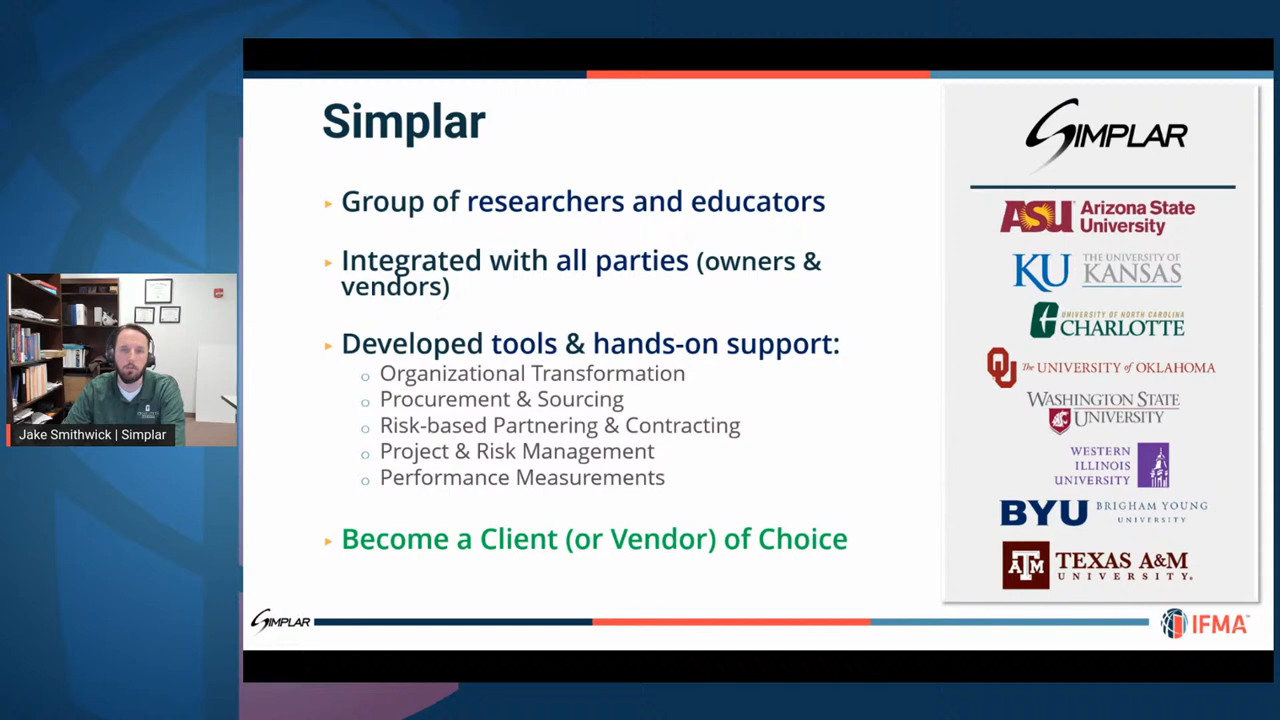 Simplar
Group of researchers and educators
Integrated with all parties (owners &
vendors)
Developed tools & hands-on support:
Organizational Transformation
Procurement & Sourcing
Risk-based Partnering & Contracting
Project & Risk Management
Performance Measurements
Become a Client (or Vendor) of Choice
SIMPLAR
ASU Arizona State
University
KU THE UNIVERSITY OF
KANSAS
UNIVERSITY OF NORTH CAROLINA
CHARLOTTE
OU The UNIVERSITY of OKLAHOMA
WASHINGTON STATE
UNIVERSITY
WESTERN
ILLINOIS
UNIVERSITY
BYU BRIGHAM YOUNG
UNIVERSITY
ATM TEXAS A&M
UNIVERSITY.
Jake Smithwick | Simplar
SIMPLAR
IFMA™